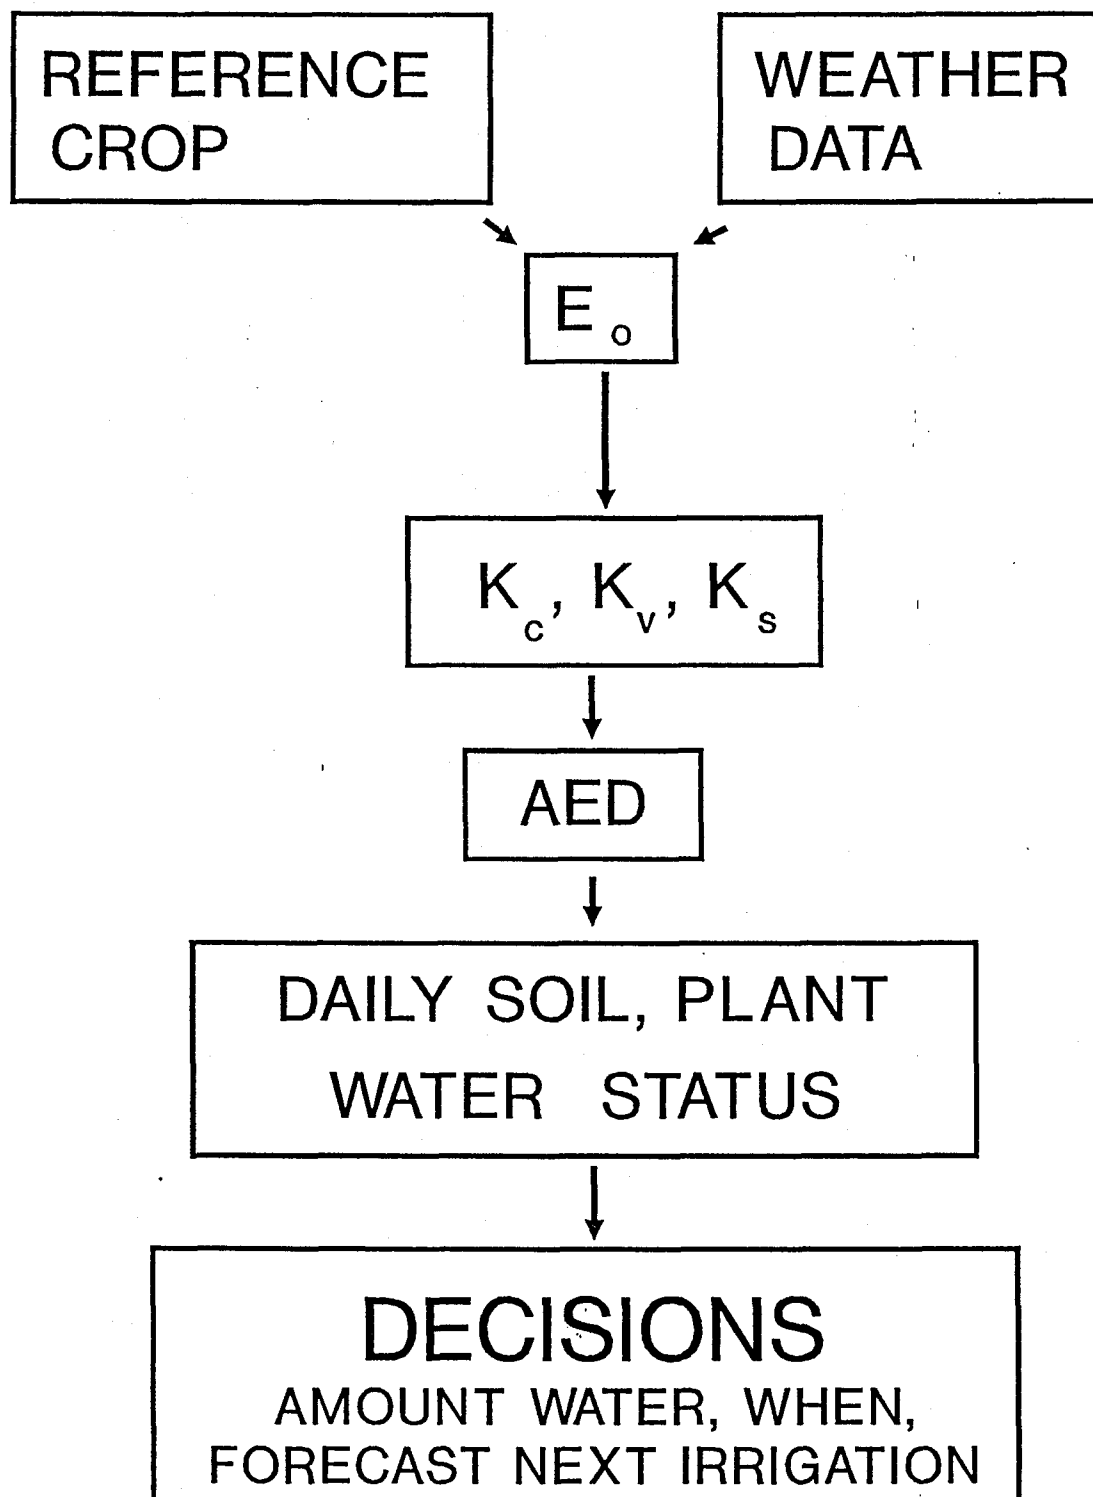 REFERENCE
CROP
WEATHER
DATA
E o
K c, K v, K s
AED
DAILY SOIL, PLANT
WATER STATUS
DECISIONS
AMOUNT WATER, WHEN,
FORECAST NEXT IRRIGATION